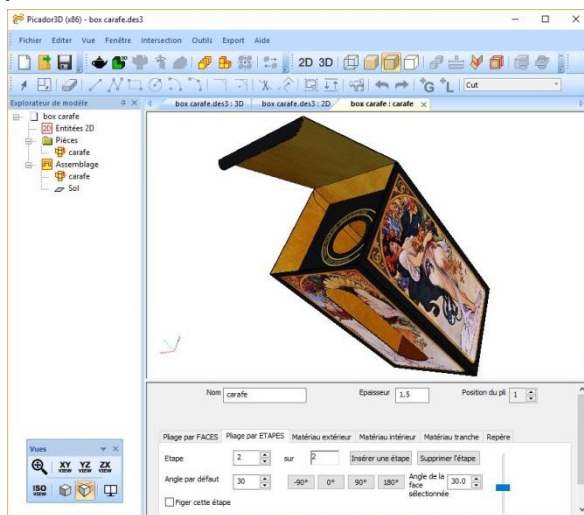 Picador3D (x86) - box carafe.des3
Fichier Editer Vue Fenêtre Intersection Outils Export Aide
2D 3D
G L Cut
Explorateur de modèle
box carafe.des3 : 3D box carafe.des3 : 2D box carafe : carafe
box carafe
2D Entitées 2D
Pièces
carafe
Assemblage
carafe
Sol
Nom carafe Epaisseur 1.5 Position du pli 1
Pliage par FACES Pliage par ETAPES Matériau extérieur Matériau intérieur Matériau tranche Repère
Etape 2 sur 2 Insérer une étape Supprimer l'étape
Angle par défaut 30 -90° 0° 90° 180° Angle de la face sélectionnée 30.0
Figer cette étape
Vues
XY VIEW YZ VIEW ZX VIEW
ISO VIEW